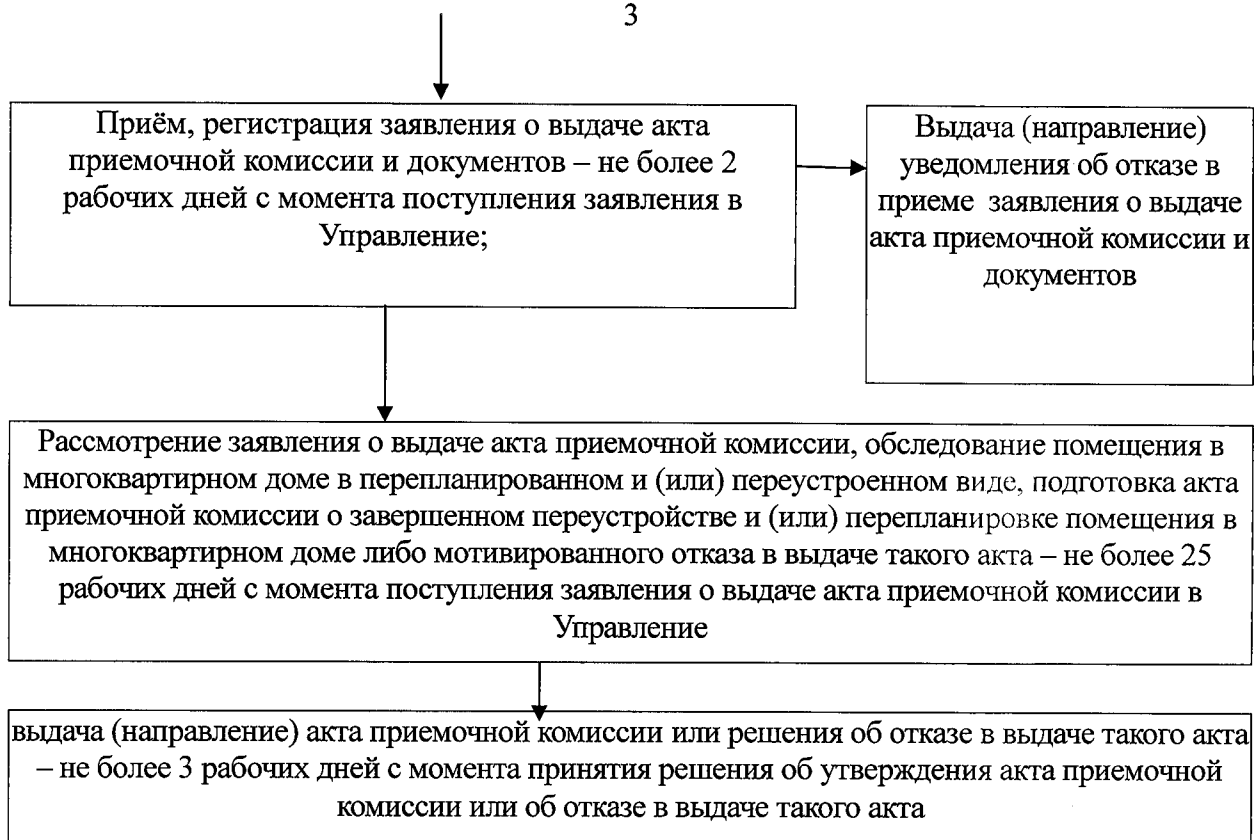 3
Приём, регистрация заявления о выдаче акта
приемочной комиссии и документов – не более 2
рабочих дней с момента поступления заявления в
Управление;
Выдача (направление)
уведомления об отказе в
приеме заявления о выдаче
акта приемочной комиссии и
документов
Рассмотрение заявления о выдаче акта приемочной комиссии, обследование помещения в
многоквартирном доме в перепланированном и (или) переустроенном виде, подготовка акта
приемочной комиссии о завершенном переустройстве и (или) перепланировке помещения в
многоквартирном доме либо мотивированного отказа в выдаче такого акта – не более 25
рабочих дней с момента поступления заявления о выдаче акта приемочной комиссии в
Управление
выдача (направление) акта приемочной комиссии или решения об отказе в выдаче такого акта
– не более 3 рабочих дней с момента принятия решения об утверждения акта приемочной
комиссии или об отказе в выдаче такого акта